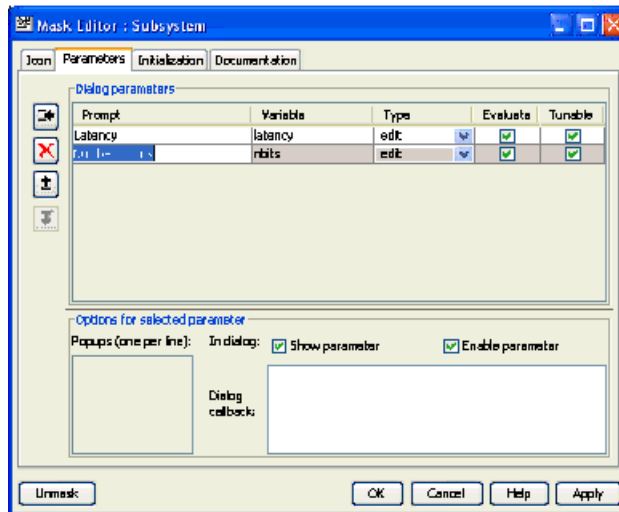 Mask Editor : Subsystem
Icon Parameters Initialization Documentation
Dialog parameters
Prompt Variable Type Evaluate Tunable
Latency latency edit
nbits edit
Options for selected parameter
Popups (one per line): In dialog: Show parameter Enable parameter
Dialog
callback:
Unmask OK Cancel Help Apply